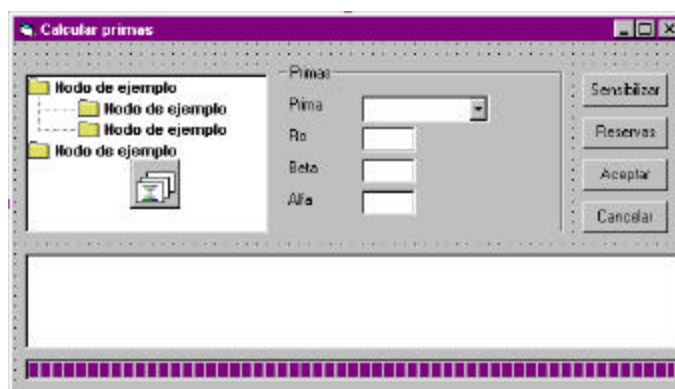 Calcular primas
Nodo de ejemplo
Nodo de ejemplo
Nodo de ejemplo
Nodo de ejemplo
Primas
Prima
Ro
Beta
Alfa
Sensibilizar
Reservas
Aceptar
Cancelar